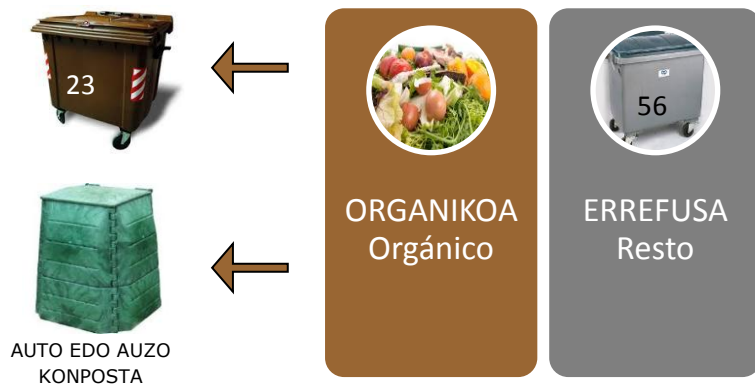 23
AUTO EDO AUZO
KONPOSTA
ORGANIKOA
Orgánico
56
ERREFUSA
Resto